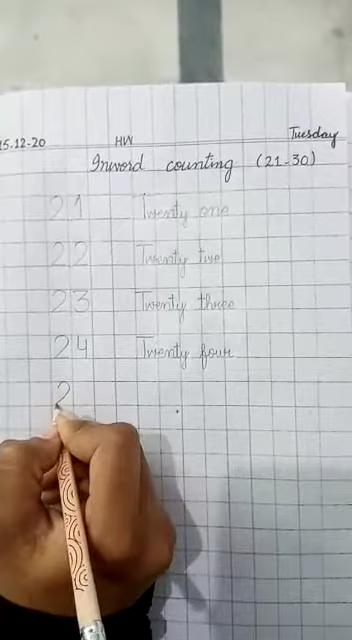 15.12-20 HW Tuesday
Inword counting (21-30)
21 Twenty one
22 Twenty two
23 Twenty three
24 Twenty four
2